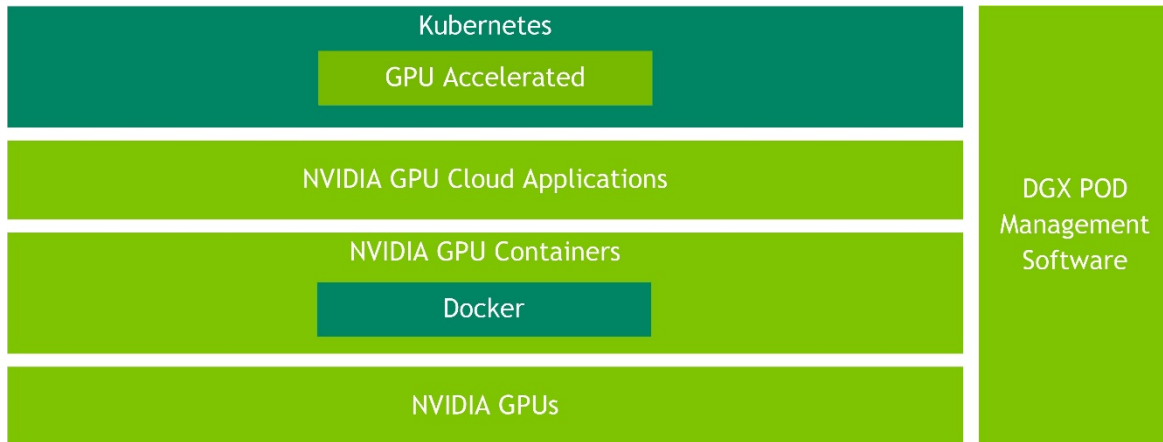 Kubernetes
GPU Accelerated
NVIDIA GPU Cloud Applications
NVIDIA GPU Containers
Docker
NVIDIA GPUs
DGX POD
Management
Software